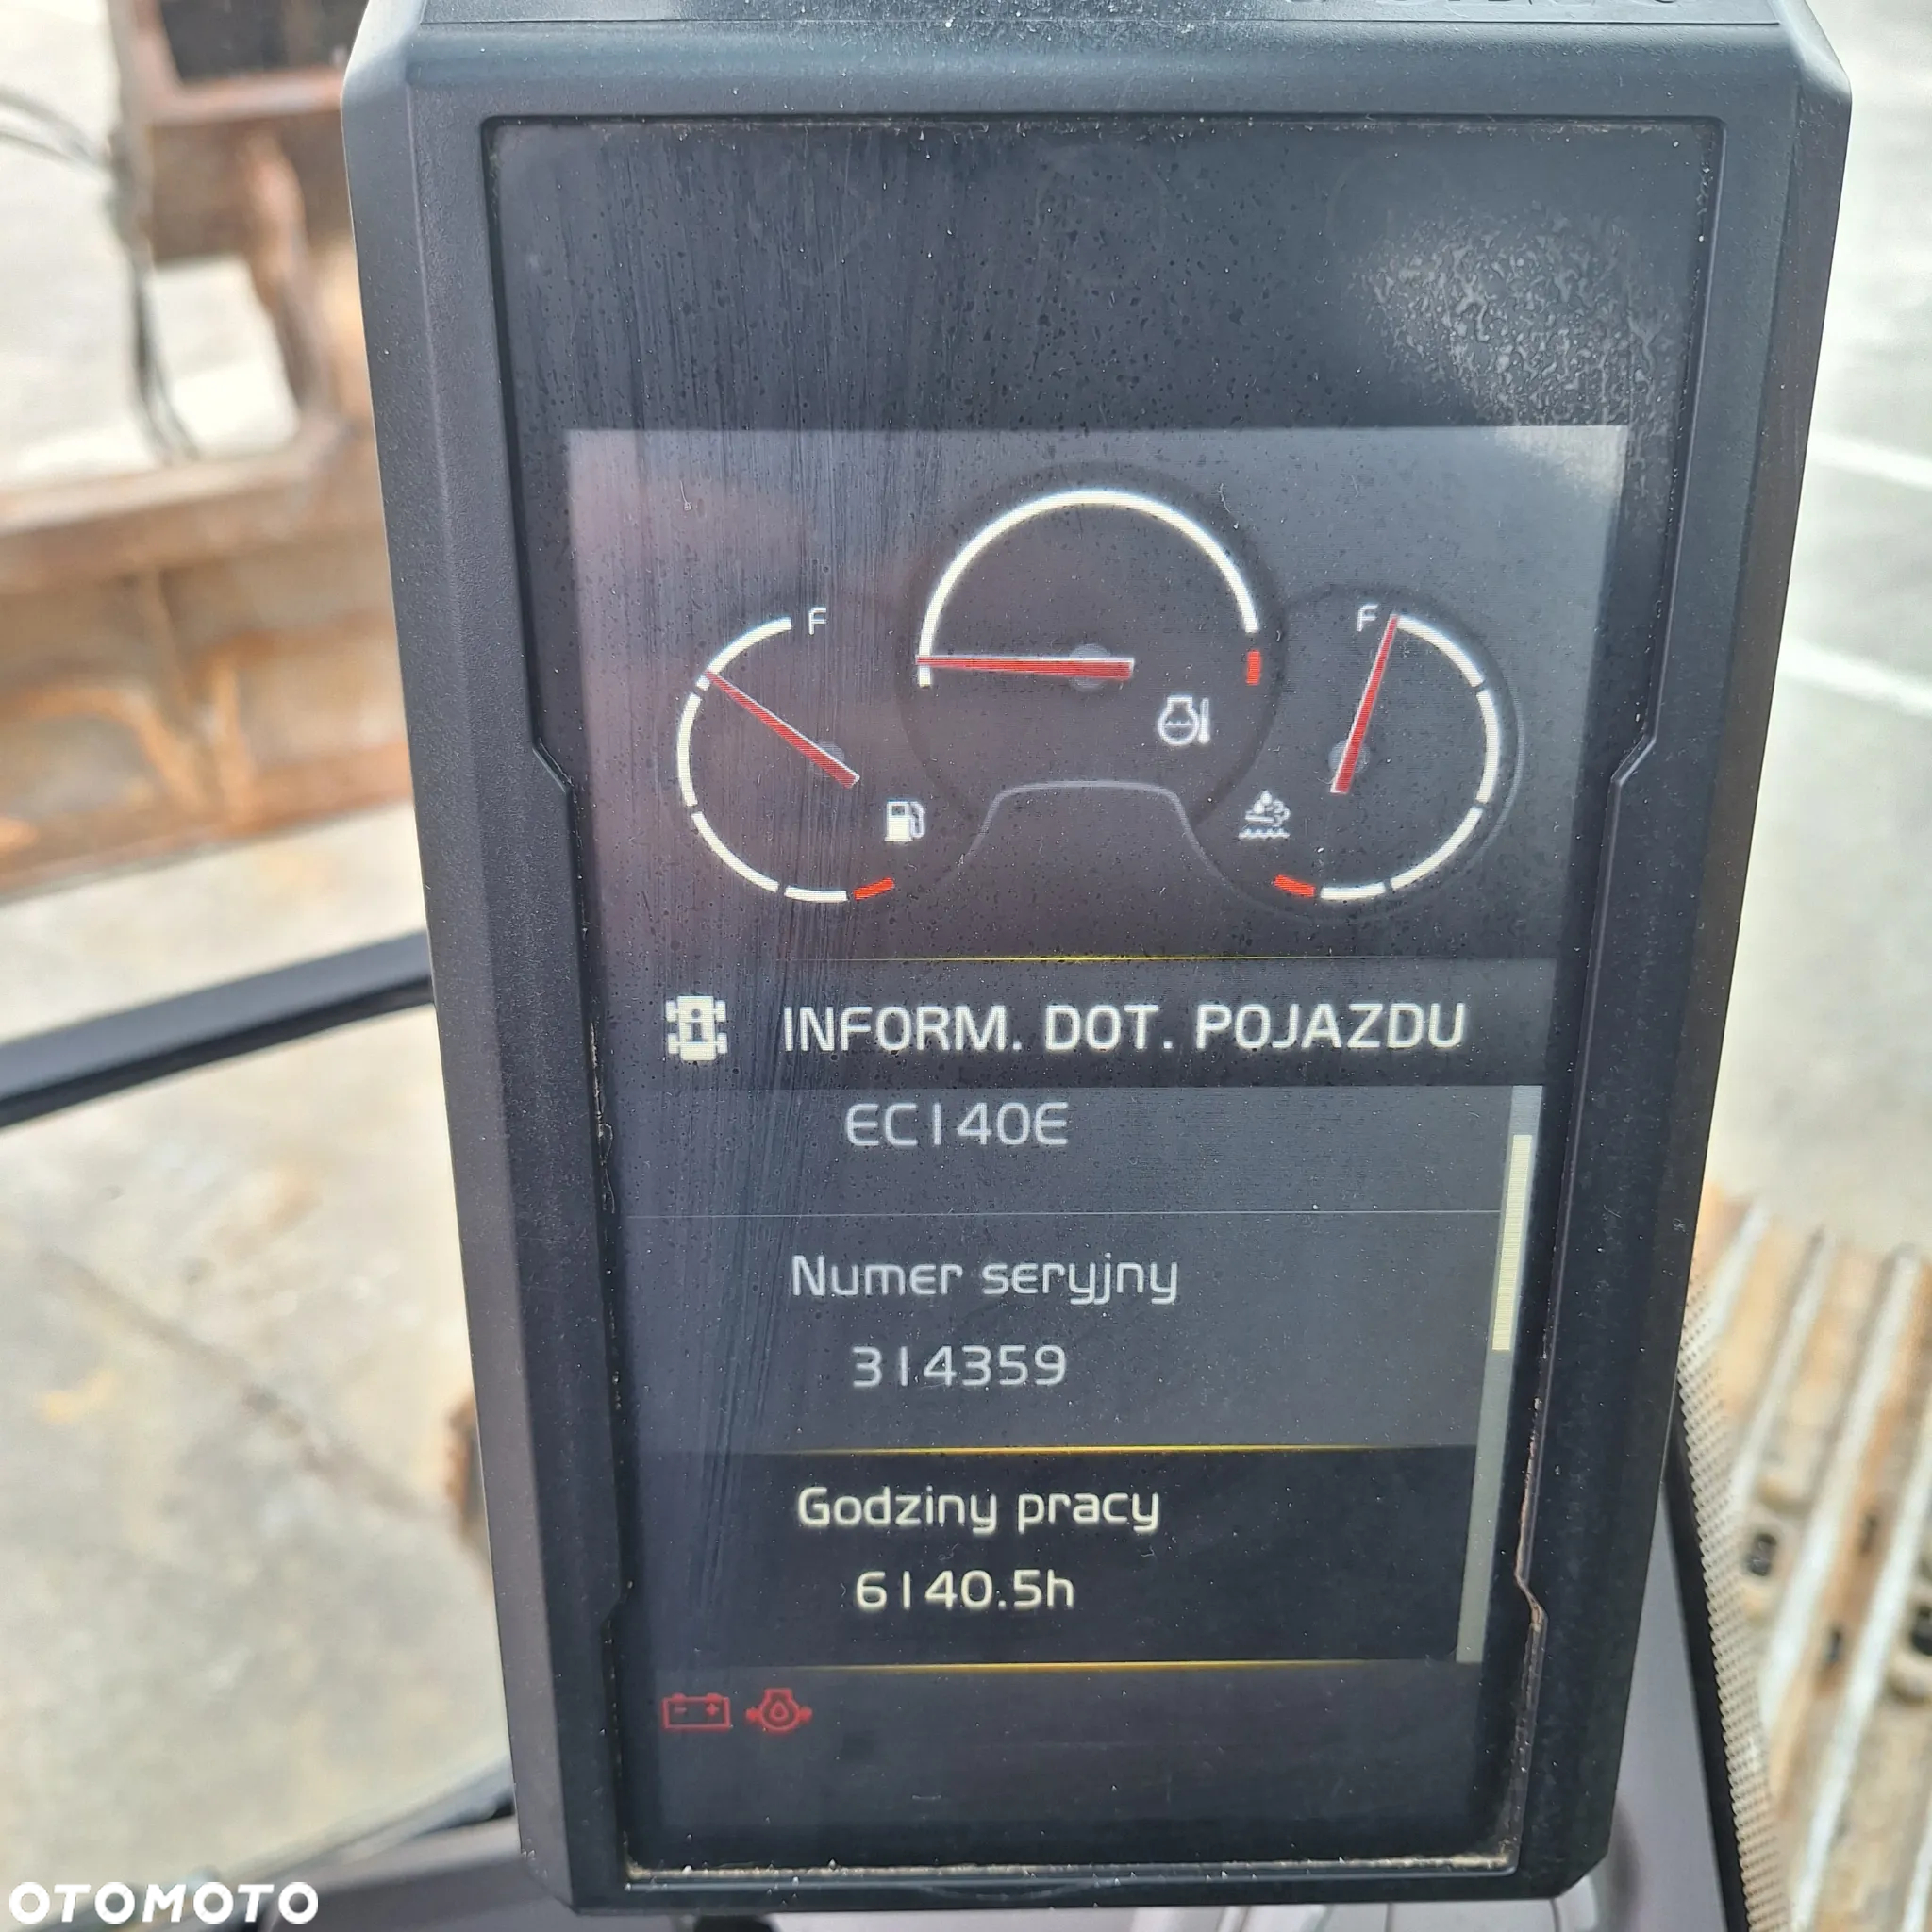 F
F
INFORM. DOT. POJAZDU
EC140E
Numer seryjny
314359
Godziny pracy
6140.5h
OTOMOTO